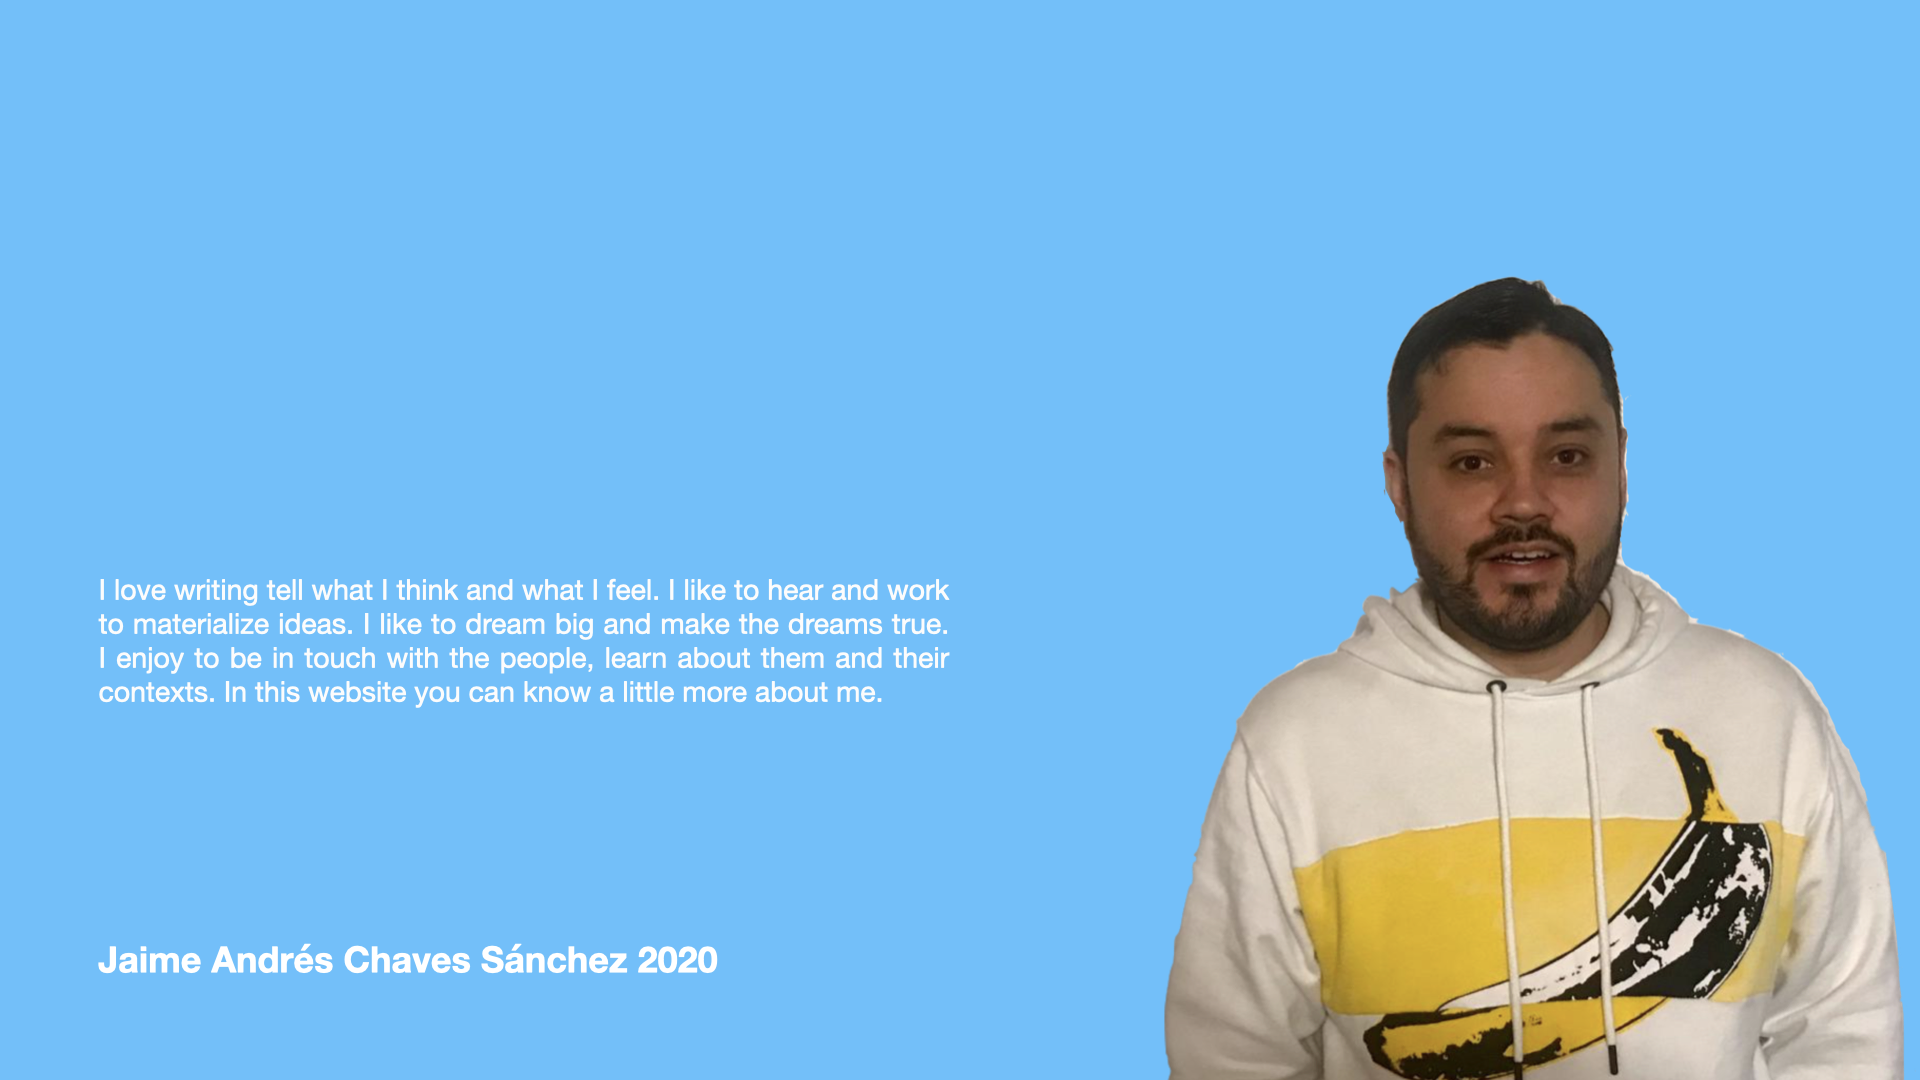 I love writing tell what I think and what I feel. I like to hear and work
to materialize ideas. I like to dream big and make the dreams true.
I enjoy to be in touch with the people, learn about them and their
contexts. In this website you can know a little more about me.
Jaime Andrés Chaves Sánchez 2020